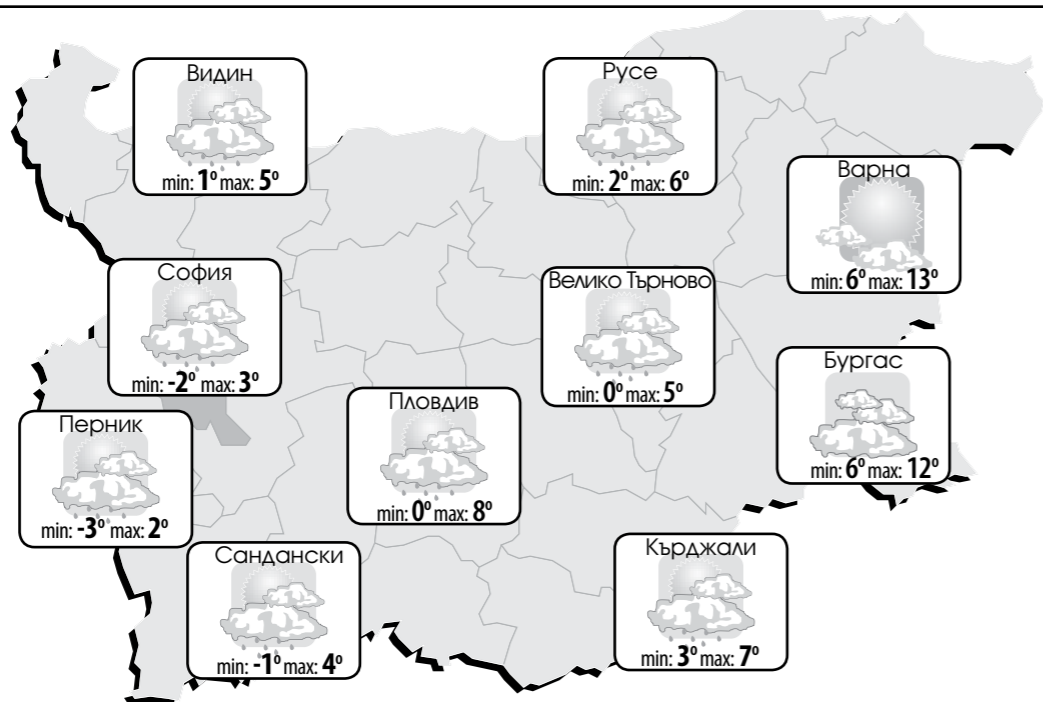 Видин
min: 1° max: 5°
Русе
min: 2° max: 6°
Варна
min: 6° max: 13°
София
min: -2° max: 3°
Велико Търново
min: 0° max: 5°
Бургас
min: 6° max: 12°
Пловдив
min: 0° max: 8°
Перник
min: -3° max: 2°
Сандански
min: -1° max: 4°
Кърджали
min: 3° max: 7°